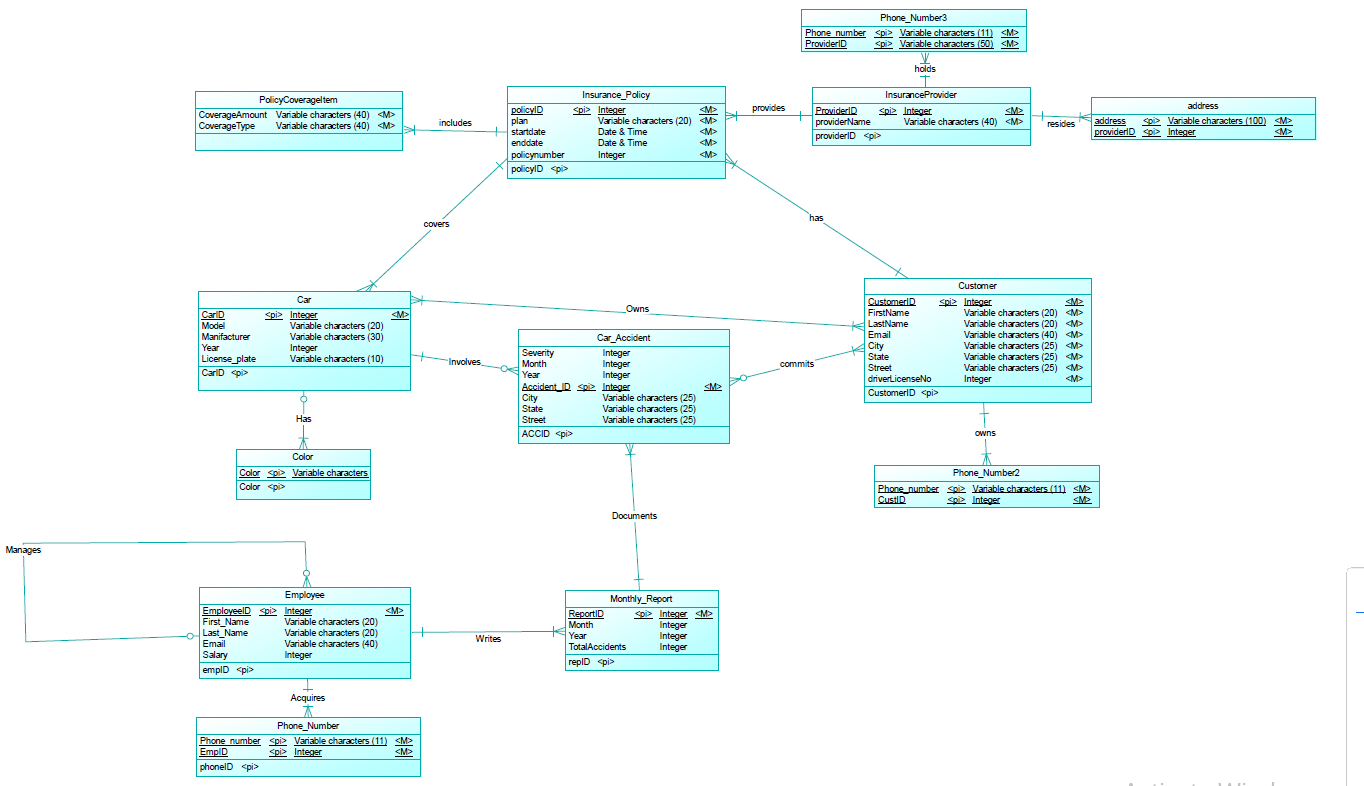 Phone_Number3
Phone_number <pi> Variable characters (11) <M>
ProviderID <pi> Variable characters (50) <M>
holds
PolicyCoverageItem
CoverageAmount Variable characters (40) <M>
CoverageType Variable characters (40) <M>
includes
Insurance_Policy
policyID <pi> Integer <M>
plan Variable characters (20) <M>
startdate Date & Time <M>
enddate Date & Time <M>
policynumber Integer <M>
policyID <pi>
provides
InsuranceProvider
ProviderID <pi> Integer <M>
providerName Variable characters (40) <M>
providerID <pi>
resides
address
address <pi> Variable characters (100) <M>
providerID <pi> Integer <M>
covers
has
Car
CarID <pi> Integer <M>
Model Variable characters (20)
Manifacturer Variable characters (30)
Year Integer
License_plate Variable characters (10)
CarID <pi>
Owns
Customer
CustomerID <pi> Integer <M>
FirstName Variable characters (20) <M>
LastName Variable characters (20) <M>
Email Variable characters (40) <M>
City Variable characters (25) <M>
State Variable characters (25) <M>
Street Variable characters (25) <M>
driverLicenseNo Integer <M>
CustomerID <pi>
Involves
Car_Accident
Severity Integer
Month Integer
Year Integer
Accident_ID <pi> Integer <M>
City Variable characters (25)
State Variable characters (25)
Street Variable characters (25)
ACCID <pi>
commits
Has
Color
Color <pi> Variable characters
Color <pi>
owns
Phone_Number2
Phone_number <pi> Variable characters (11) <M>
CustID <pi> Integer <M>
Documents
Manages
Employee
EmployeeID <pi> Integer <M>
First_Name Variable characters (20)
Last_Name Variable characters (20)
Email Variable characters (40)
Salary Integer
empID <pi>
Writes
Monthly_Report
ReportID <pi> Integer <M>
Month Integer
Year Integer
TotalAccidents Integer
repID <pi>
Acquires
Phone_Number
Phone_number <pi> Variable characters (11) <M>
EmpID <pi> Integer <M>
phoneID <pi>